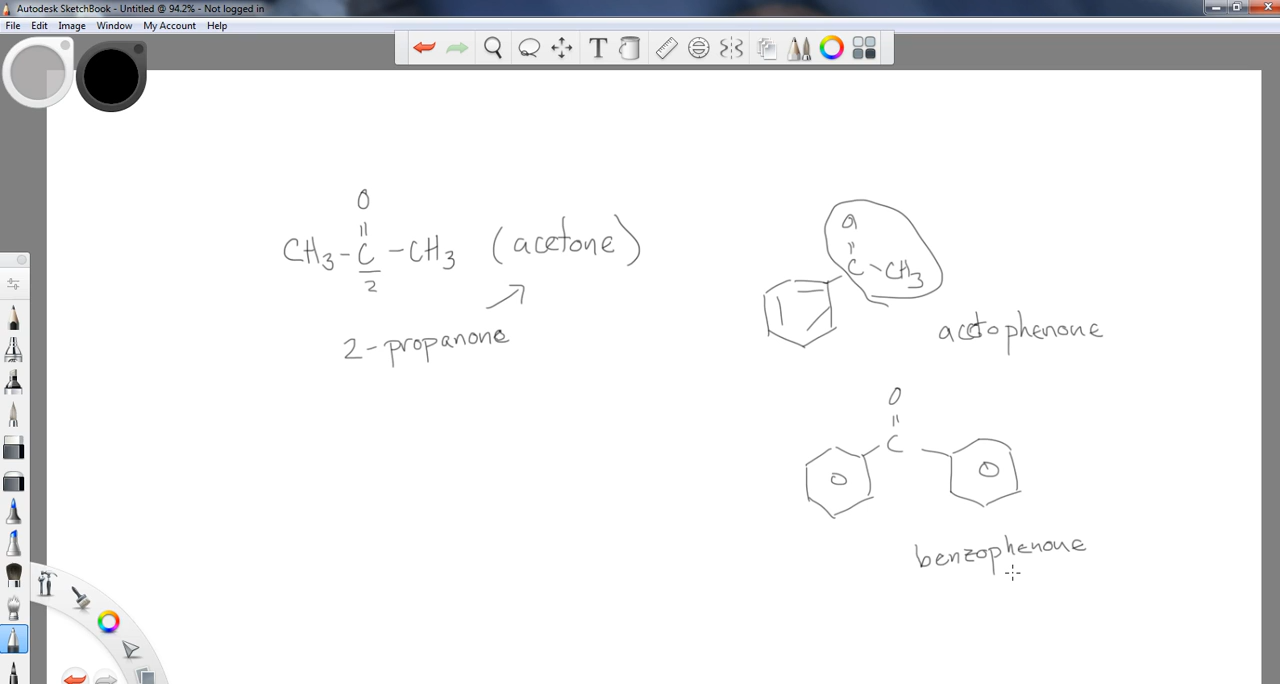 Autodesk SketchBook - Untitled @ 94.2% - Not logged in
File Edit Image Window My Account Help
T
O
CH3-C-CH3 (acetone)
2
2-propanone
O
C
CH3
acetophenone
O
C
benzophenone